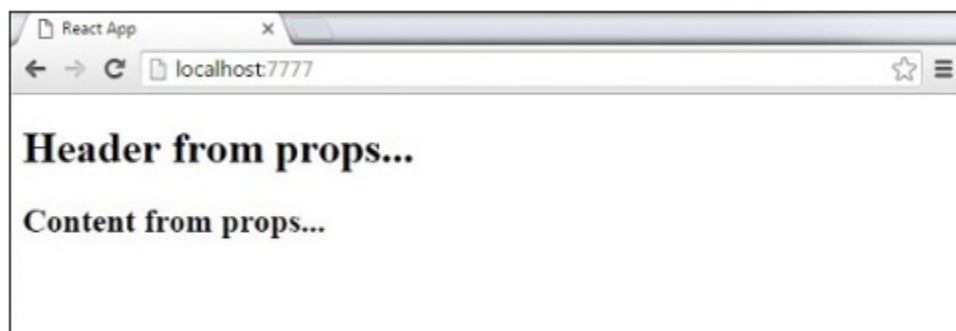 React App
localhost:7777
Header from props...
Content from props...